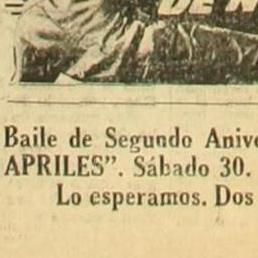 DE N
Baile de Segundo Anive
APRILES". Sábado 30.
Lo esperamos. Dos